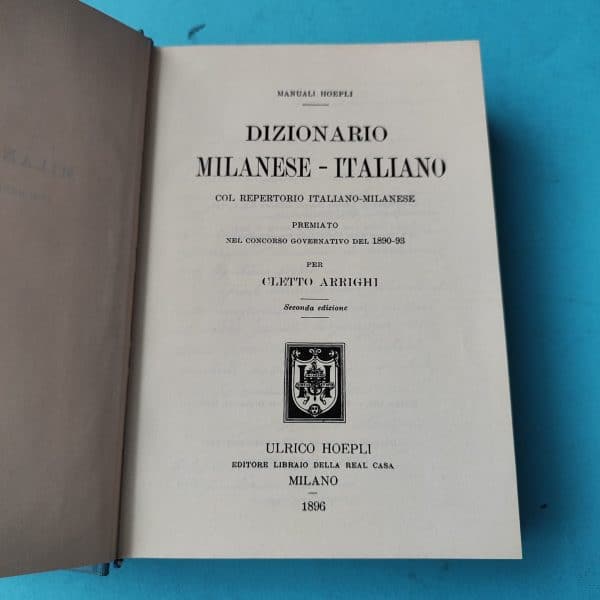 MANUALI HOEPLI
DIZIONARIO
MILANESE - ITALIANO
COL REPERTORIO ITALIANO-MILANESE
PREMIATO
NEL CONCORSO GOVERNATIVO DEL 1890-93
PER
CLETTO ARRIGHI
Seconda edizione
ULRICO HOEPLI
EDITORE LIBRAIO DELLA REAL CASA
MILANO
1896